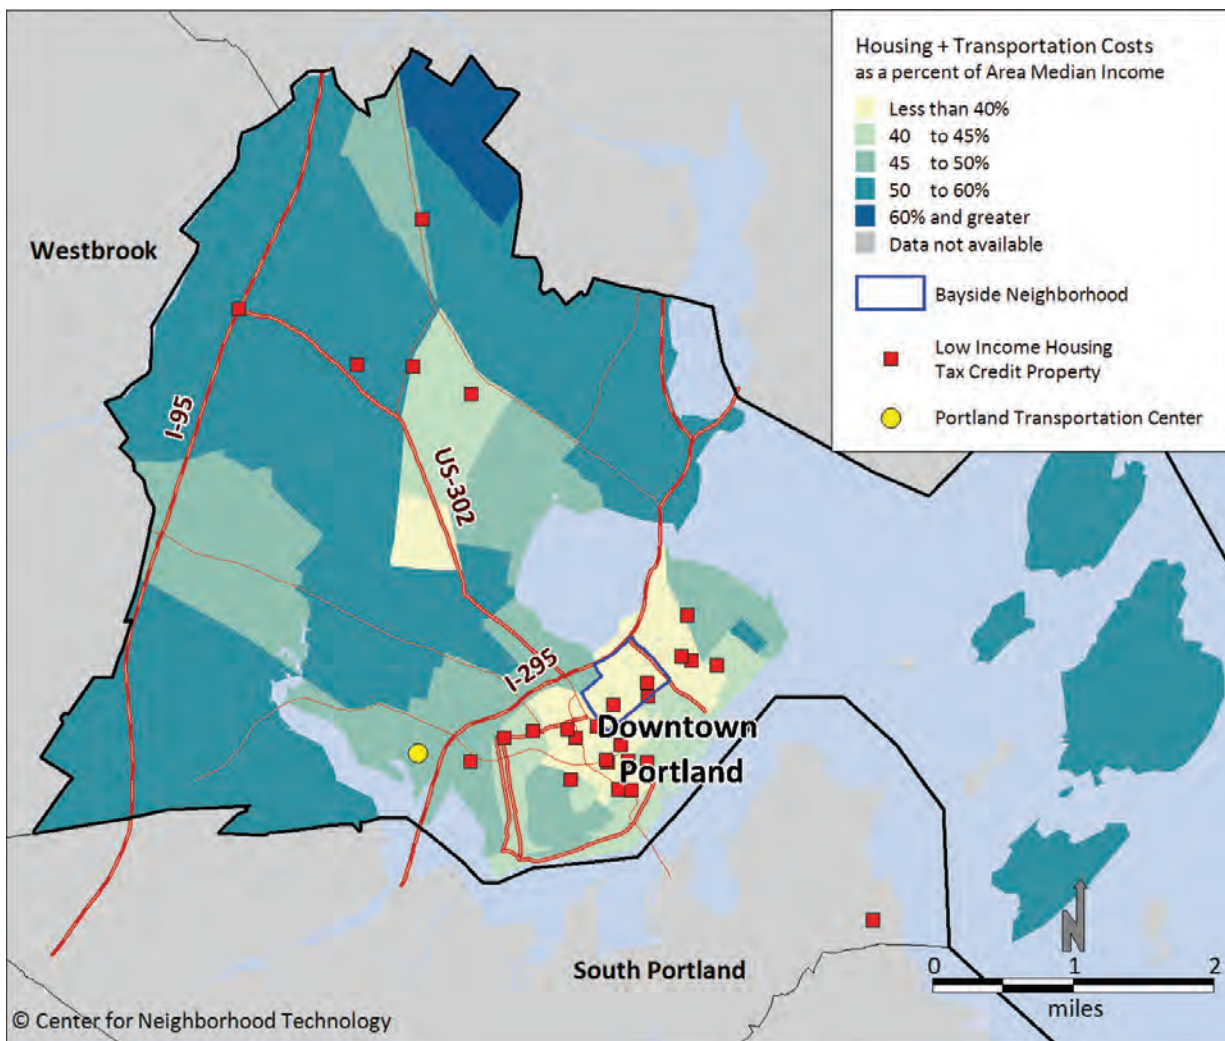 Housing + Transportation Costs
as a percent of Area Median Income
Less than 40%
40 to 45%
45 to 50%
50 to 60%
60% and greater
Data not available
Bayside Neighborhood
Low Income Housing
Tax Credit Property
Portland Transportation Center
Westbrook
I-95
US-302
I-295
Downtown
Portland
South Portland
N
0 1 2
miles
© Center for Neighborhood Technology